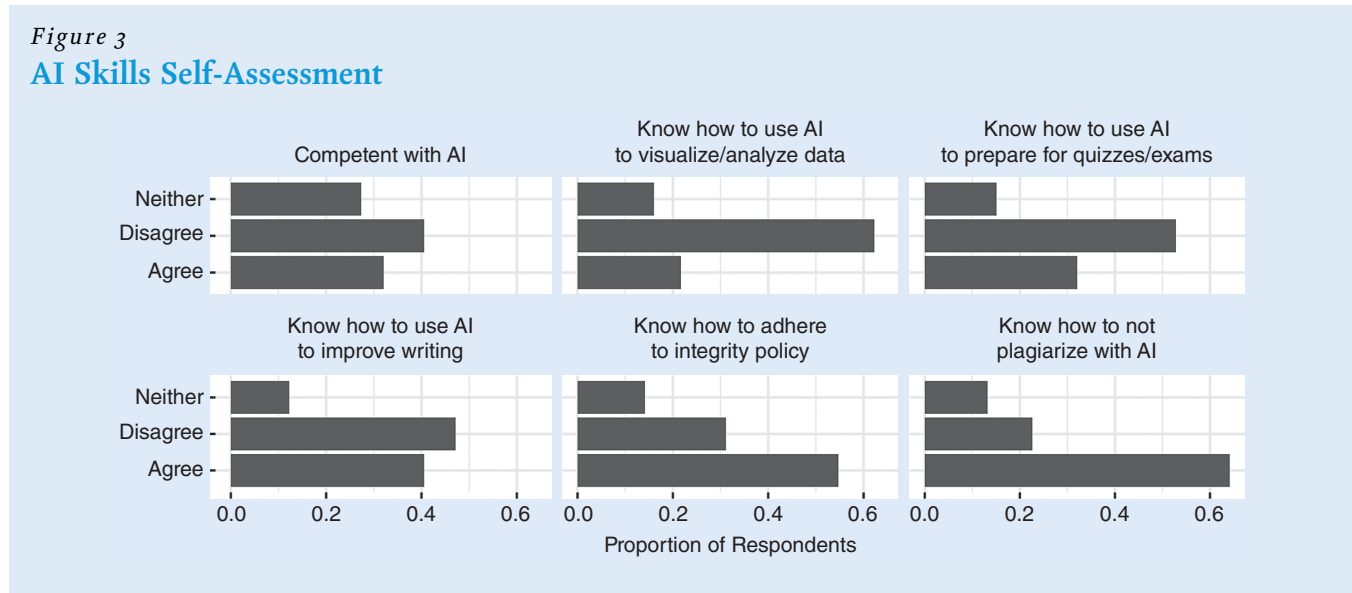 Figure 3
AI Skills Self-Assessment
Competent with AI
Know how to use AI
to visualize/analyze data
Know how to use AI
to prepare for quizzes/exams
Neither
Disagree
Agree
Know how to use AI
to improve writing
Know how to adhere
to integrity policy
Know how to not
plagiarize with AI
Neither
Disagree
Agree
0.0 0.2 0.4 0.6 0.0 0.2 0.4 0.6 0.0 0.2 0.4 0.6
Proportion of Respondents